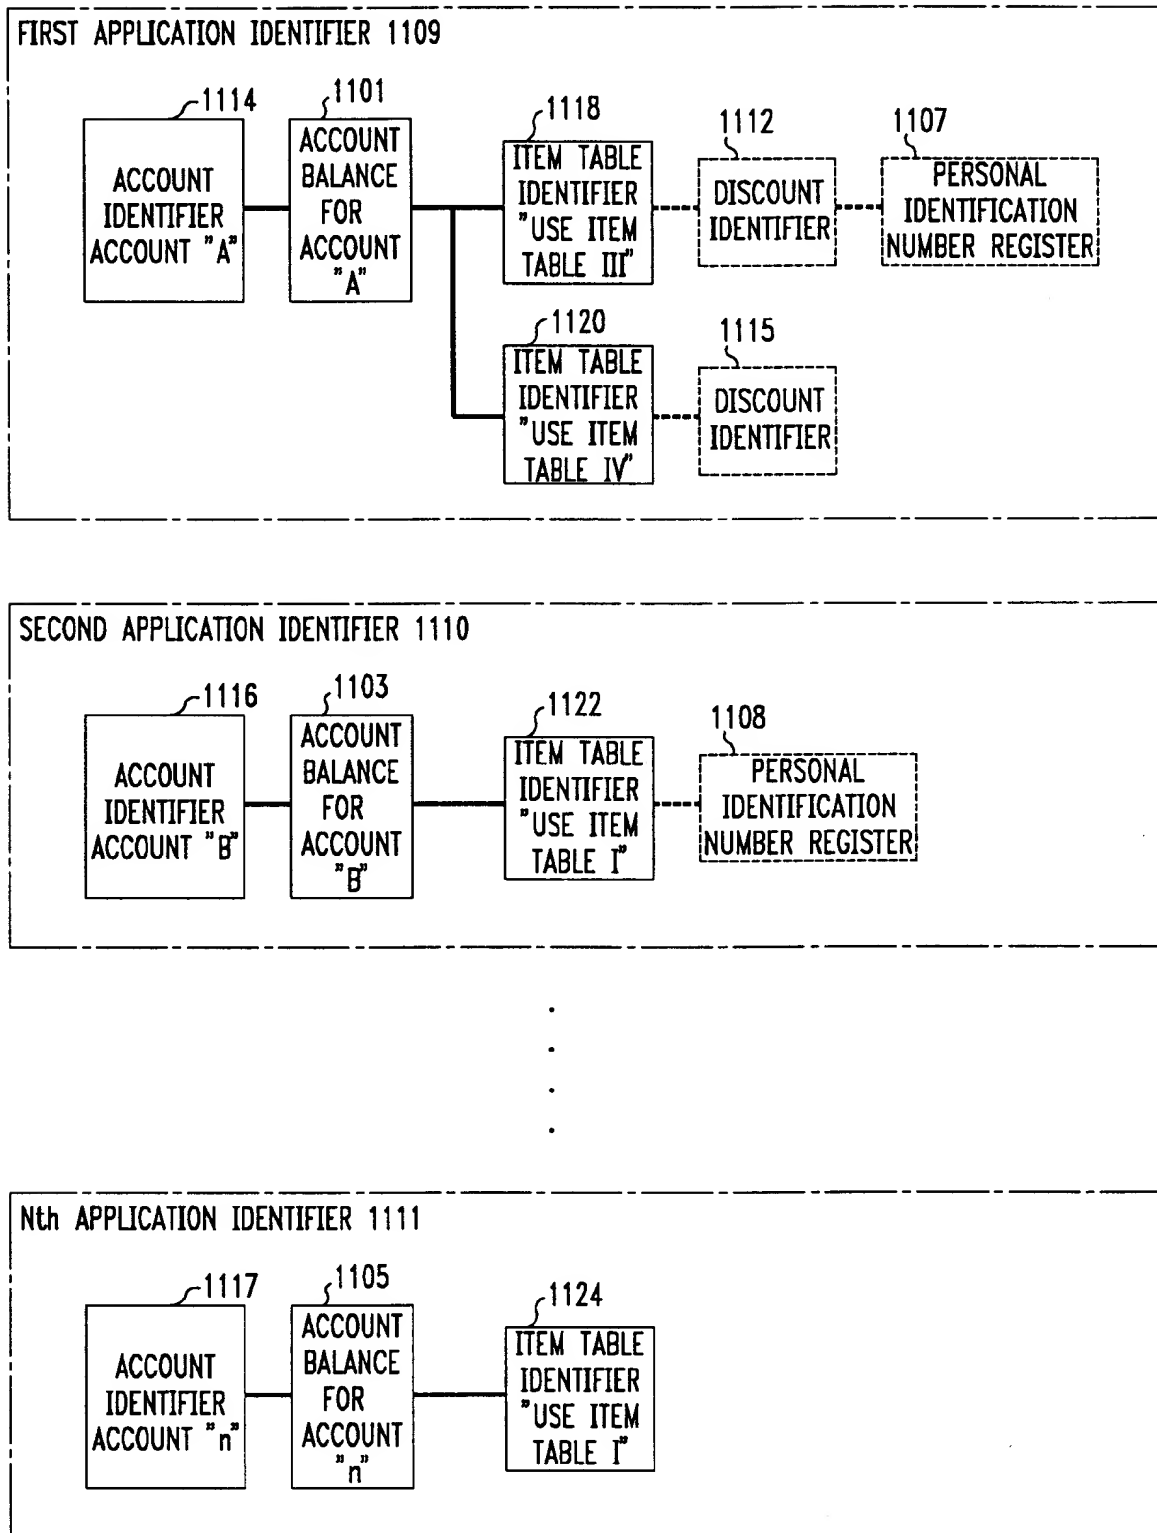 FIRST APPLICATION IDENTIFIER 1109
1114
1101
1118
1112
1107
ACCOUNT
IDENTIFIER
ACCOUNT "A"
ACCOUNT
BALANCE
FOR
ACCOUNT
"A"
ITEM TABLE
IDENTIFIER
"USE ITEM
TABLE III"
DISCOUNT
IDENTIFIER
PERSONAL
IDENTIFICATION
NUMBER REGISTER
1120
1115
ITEM TABLE
IDENTIFIER
"USE ITEM
TABLE IV"
DISCOUNT
IDENTIFIER
SECOND APPLICATION IDENTIFIER 1110
1116
1103
1122
1108
ACCOUNT
IDENTIFIER
ACCOUNT "B"
ACCOUNT
BALANCE
FOR
ACCOUNT
"B"
ITEM TABLE
IDENTIFIER
"USE ITEM
TABLE I"
PERSONAL
IDENTIFICATION
NUMBER REGISTER
Nth APPLICATION IDENTIFIER 1111
1117
1105
1124
ACCOUNT
IDENTIFIER
ACCOUNT "n"
ACCOUNT
BALANCE
FOR
ACCOUNT
"n"
ITEM TABLE
IDENTIFIER
"USE ITEM
TABLE I"